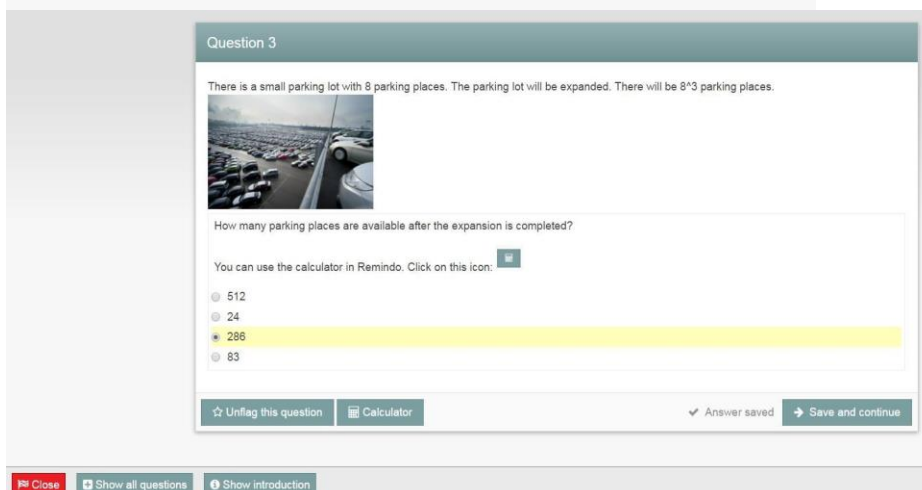 Question 3
There is a small parking lot with 8 parking places. The parking lot will be expanded. There will be 8^3 parking places.
How many parking places are available after the expansion is completed?
You can use the calculator in Remindo. Click on this icon:
512
24
286
83
Unflag this question
Calculator
Answer saved
Save and continue
Close
Show all questions
Show introduction